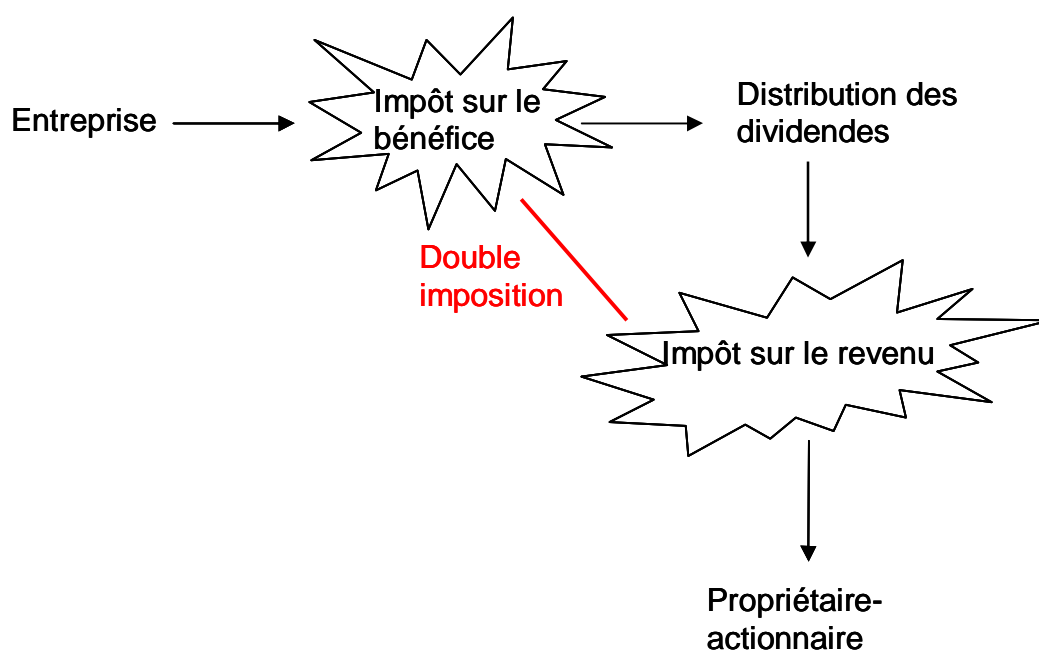 Entreprise
Impôt sur le
bénéfice
Distribution des
dividendes
Double
imposition
Impôt sur le revenu
Propriétaire-
actionnaire